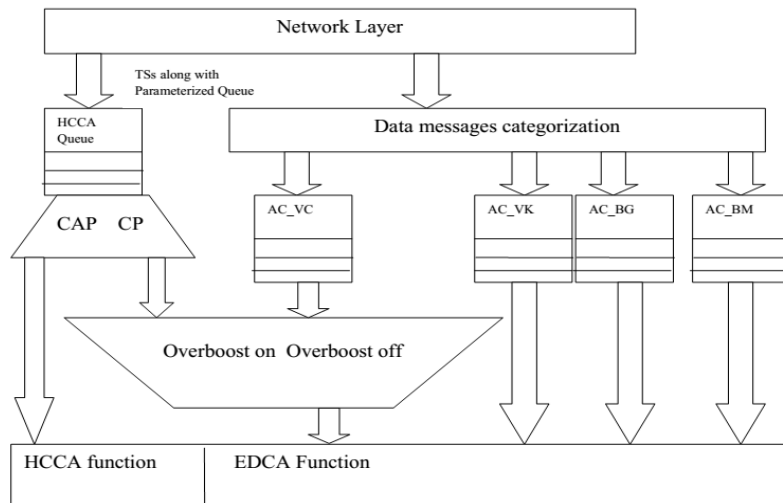 Network Layer
TSs along with
Parameterized Queue
HCCA
Queue
Data messages categorization
AC_VC
AC_VK
AC_BG
AC_BM
CAP CP
Overboost on Overboost off
HCCA function
EDCA Function